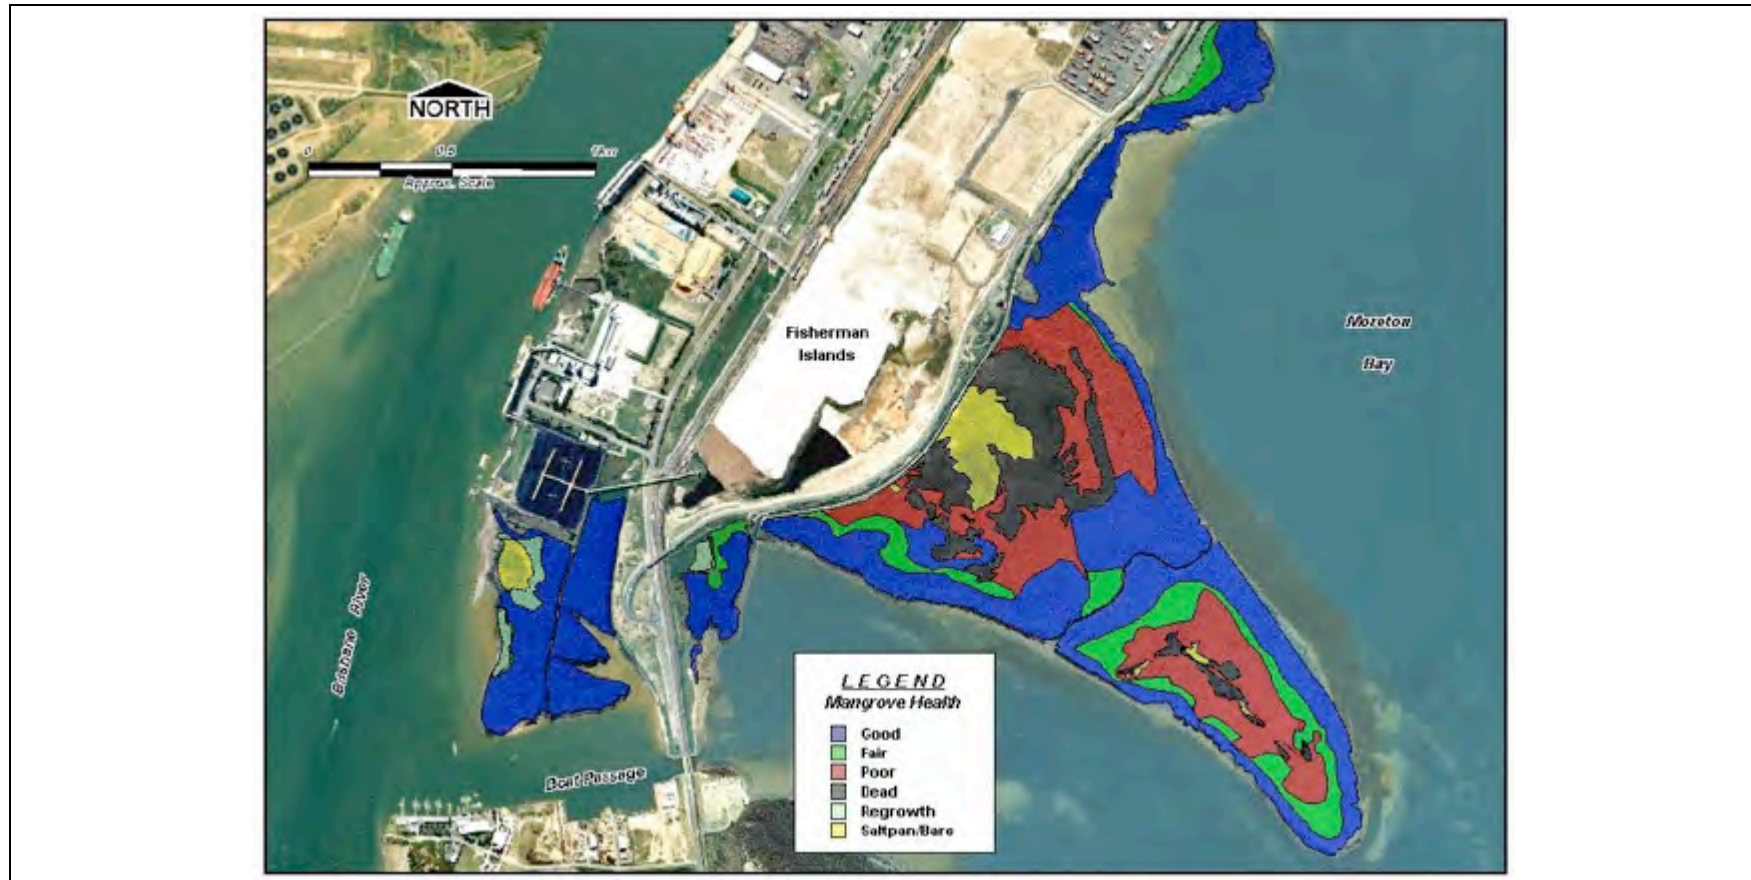 NORTH
0 0.5 1Km
Approx. Scale
Fisherman
Islands
Moreton
Bay
Brisbane River
Boat Passage
LEGEND
Mangrove Health
Good
Fair
Poor
Dead
Regrowth
Saltpan/Bare